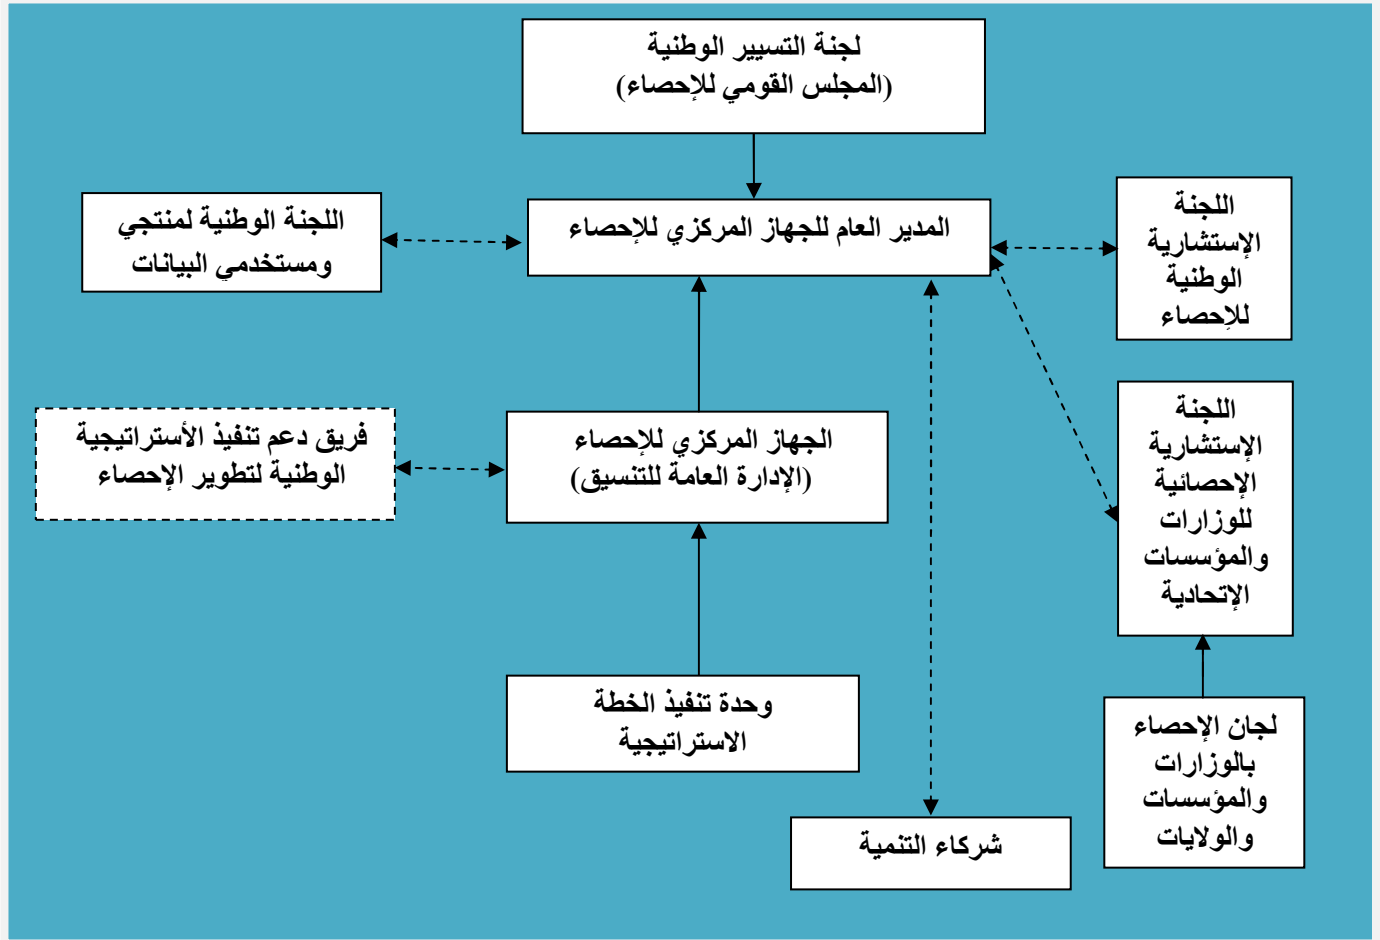 لجنة التسيير الوطنية
(المجلس القومي للإحصاء)
المدير العام للجهاز المركزي للإحصاء
اللجنة
الإستشارية
الوطنية
للإحصاء
اللجنة الوطنية لمنتجي
ومستخدمي البيانات
اللجنة
الإستشارية
الإحصائية
للوزارات
والمؤسسات
الإتحادية
الجهاز المركزي للإحصاء
(الإدارة العامة للتنسيق)
فريق دعم تنفيذ الأستراتيجية
الوطنية لتطوير الإحصاء
وحدة تنفيذ الخطة
الاستراتيجية
لجان الإحصاء
بالوزارات
والمؤسسات
والولايات
شركاء التنمية